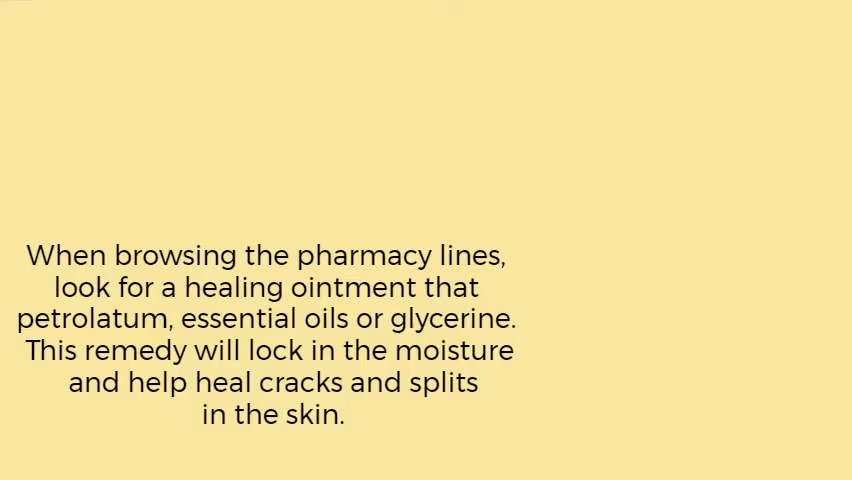 When browsing the pharmacy lines,
look for a healing ointment that
petrolatum, essential oils or glycerine.
This remedy will lock in the moisture
and help heal cracks and splits
in the skin.